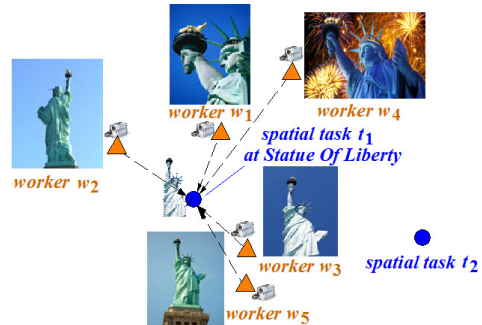 worker w1
worker w4
spatial task t1
at Statue Of Liberty
worker w2
worker w3
spatial task t2
worker w5